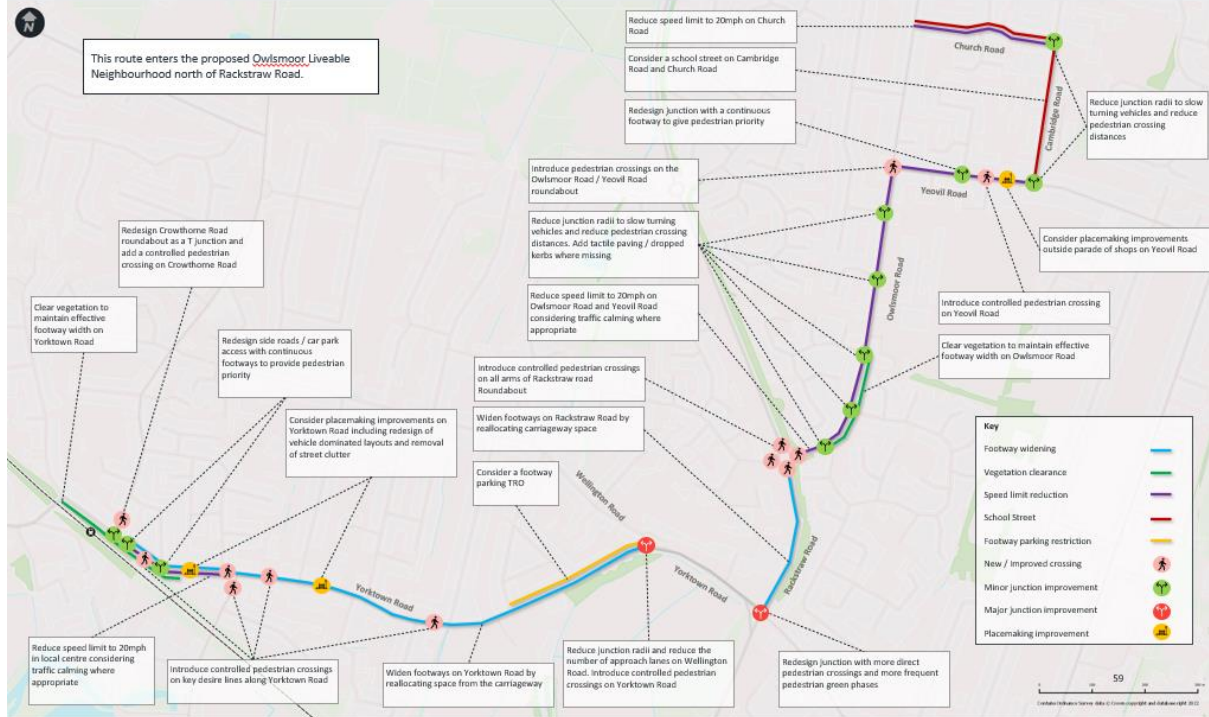 N
This route enters the proposed Owlsmoor Liveable
Neighbourhood north of Rackstraw Road.
Reduce speed limit to 20mph on Church
Road
Consider a school street on Cambridge
Road and Church Road
Redesign junction with a continuous
footway to give pedestrian priority
Church Road
Cambridge Road
Reduce junction radii to slow
turning vehicles and reduce
pedestrian crossing
distances
Introduce pedestrian crossings on the
Owlsmoor Road / Yeovil Road
roundabout
Yeovil Road
Reduce junction radii to slow turning
vehicles and reduce pedestrian crossing
distances. Add tactile paving / dropped
kerbs where missing
Consider placemaking improvements
outside parade of shops on Yeovil Road
Redesign Crowthorne Road
roundabout as a T junction and
add a controlled pedestrian
crossing on Crowthorne Road
Reduce speed limit to 20mph on
Owlsmoor Road and Yeovil Road
considering traffic calming where
appropriate
Owlsmoor Road
Introduce controlled pedestrian crossing
on Yeovil Road
Clear vegetation to
maintain effective
footway width on
Yorktown Road
Redesign side roads / car park
access with continuous
footways to provide pedestrian
priority
Clear vegetation to maintain effective
footway width on Owlsmoor Road
Introduce controlled pedestrian crossings
on all arms of Rackstraw road
Roundabout
Consider placemaking improvements on
Yorktown Road including redesign of
vehicle dominated layouts and removal
of street clutter
Widen footways on Rackstraw Road by
reallocating carriageway space
Consider a footway
parking TRO
Wellington Road
Rackstraw Road
Yorktown Road
Yorktown Road
Key
Footway widening
Vegetation clearance
Speed limit reduction
School Street
Footway parking restriction
New / Improved crossing
Minor junction improvement
Major junction improvement
Placemaking improvement
Reduce speed limit to 20mph
in local centre considering
traffic calming where
appropriate
Introduce controlled pedestrian crossings
on key desire lines along Yorktown Road
Widen footways on Yorktown Road by
reallocating space from the carriageway
Reduce junction radii and reduce the
number of approach lanes on Wellington
Road. Introduce controlled pedestrian
crossings on Yorktown Road
Redesign junction with more direct
pedestrian crossings and more frequent
pedestrian green phases
59
Contains Ordnance Survey data © Crown copyright and database right 2022